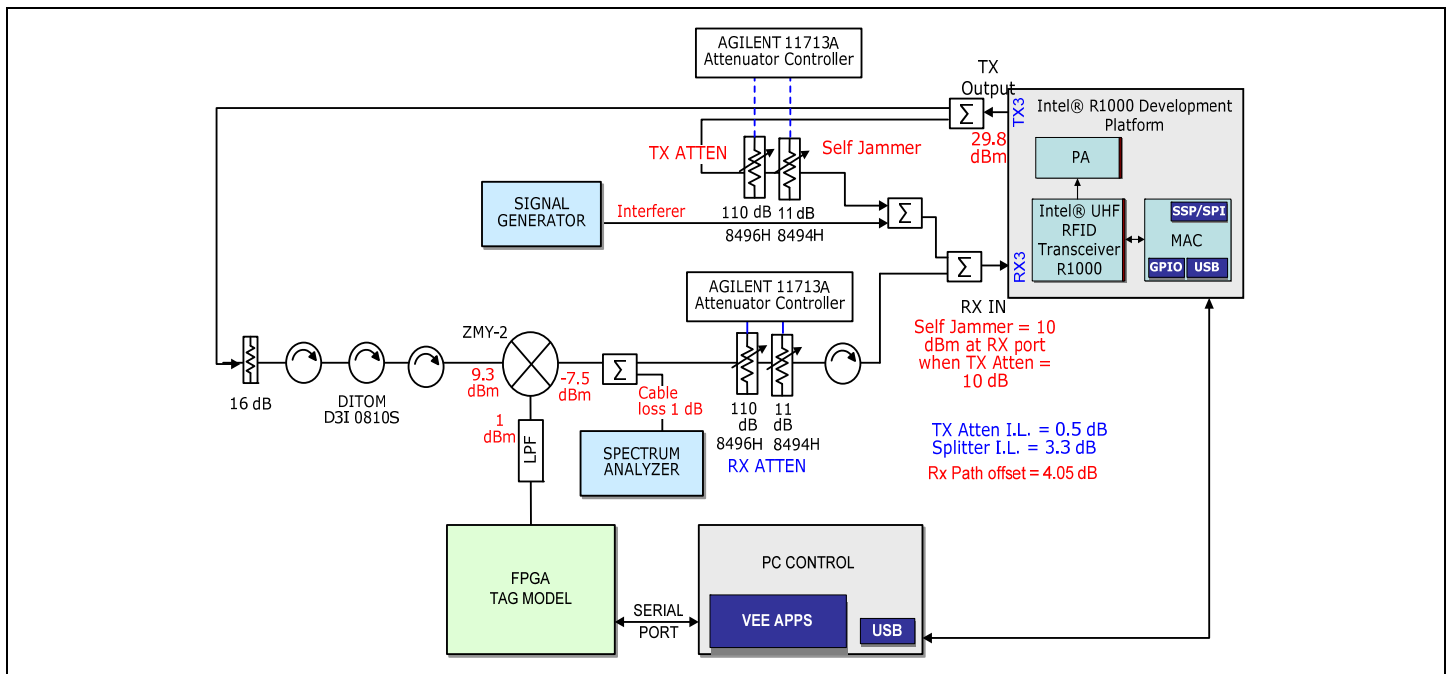 AGILENT 11713A
Attenuator Controller
TX
Output
TX3
Intel® R1000 Development
Platform
29.8
dBm
PA
TX ATTEN
Self Jammer
SIGNAL
GENERATOR
Interferer
110 dB
11 dB
8496H
8494H
Σ
Σ
Σ
Intel® UHF
RFID
Transceiver
R1000
SSP/SPI
MAC
GPIO
USB
RX3
AGILENT 11713A
Attenuator Controller
RX IN
Self Jammer = 10
dBm at RX port
when TX Atten =
10 dB
ZMY-2
16 dB
DITOM
D3I 0810S
9.3
dBm
-7.5
dBm
Σ
Cable
loss 1 dB
1
dBm
LPF
110
dB
11
dB
8496H
8494H
RX ATTEN
SPECTRUM
ANALYZER
TX Atten I.L. = 0.5 dB
Splitter I.L. = 3.3 dB
Rx Path offset = 4.05 dB
FPGA
TAG MODEL
SERIAL
PORT
PC CONTROL
VEE APPS
USB